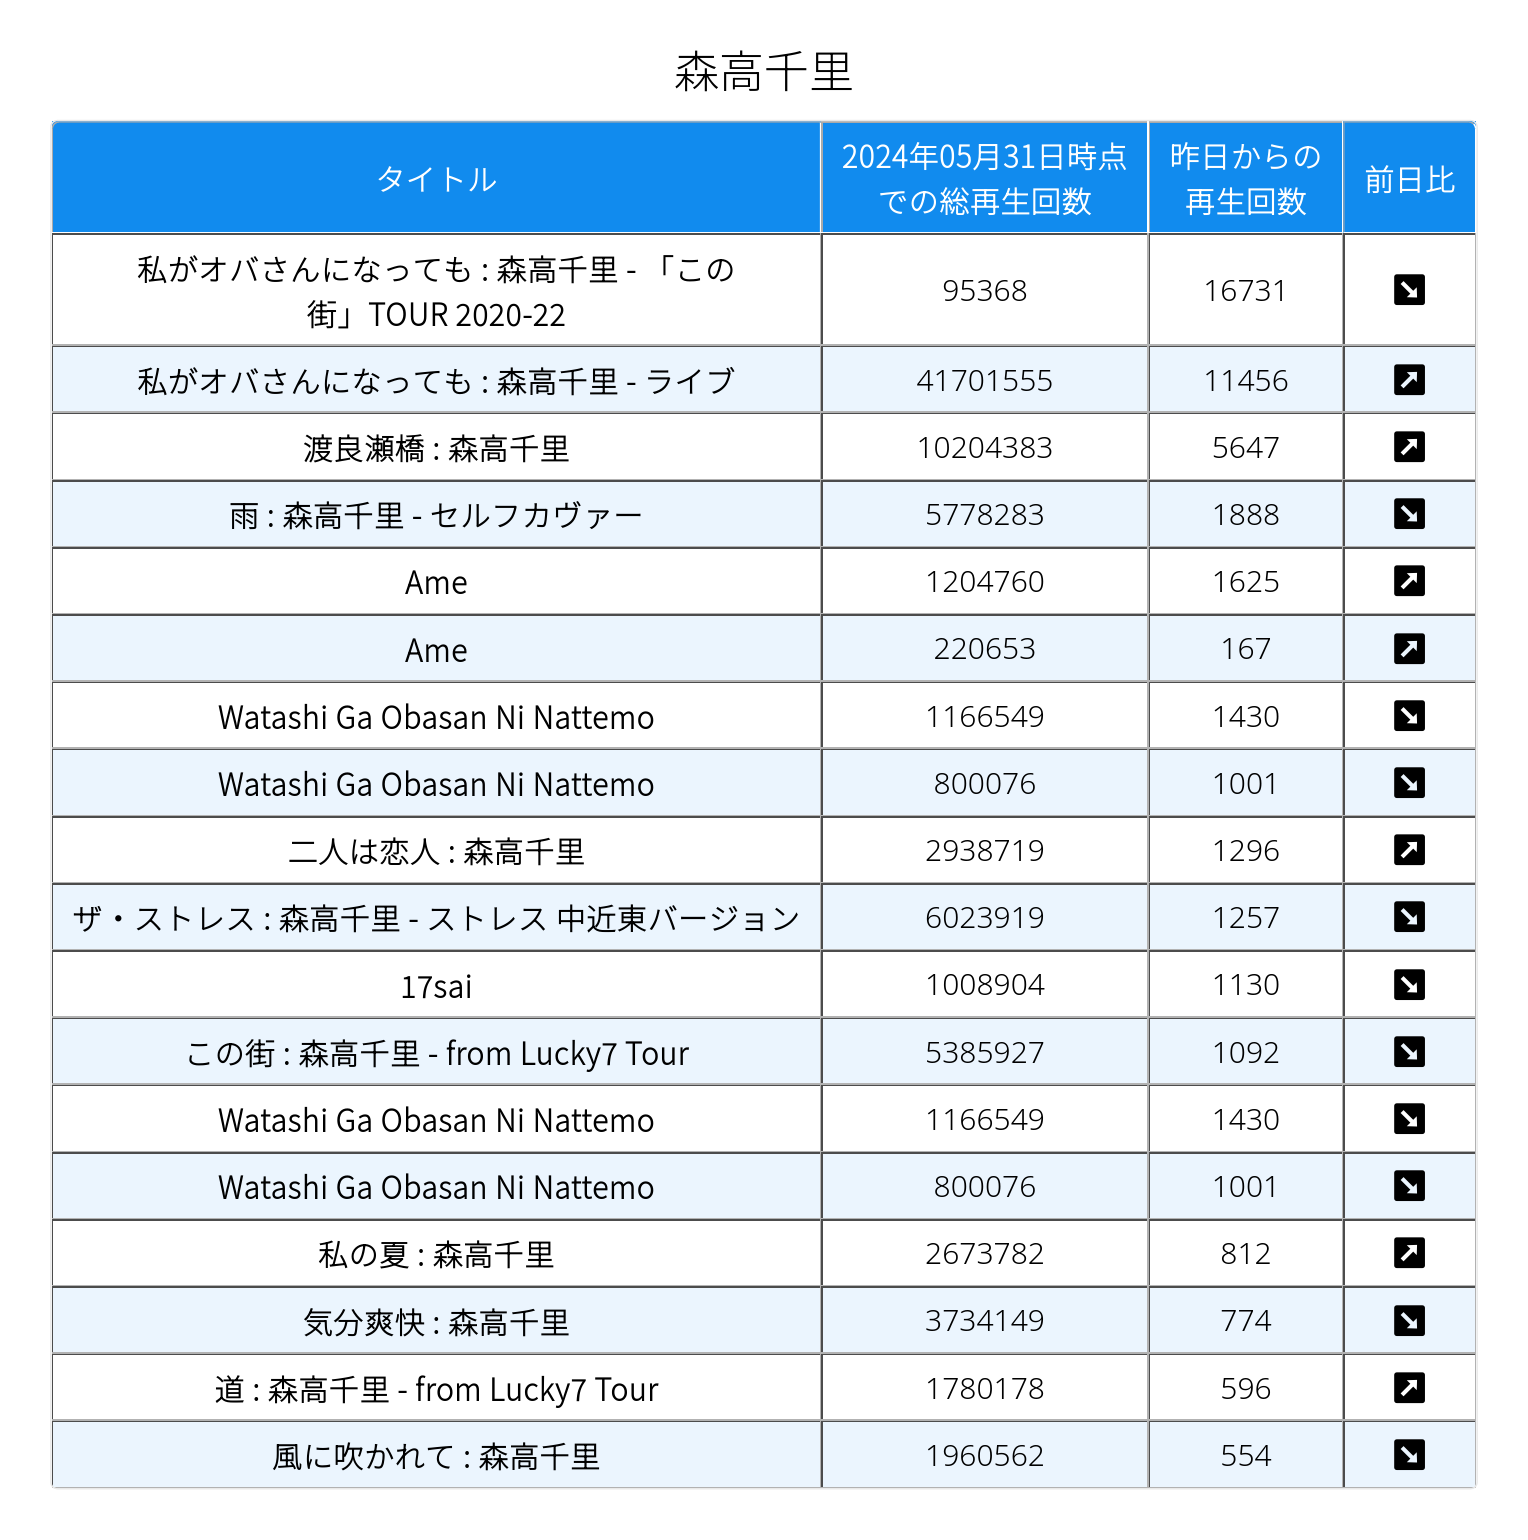 森高千里
タイトル 2024年05月31日時点での総再生回数 昨日からの再生回数 前日比
私がオバさんになっても : 森高千里 - 「この街」TOUR 2020-22 95368 16731 ↘
私がオバさんになっても : 森高千里 - ライブ 41701555 11456 ↗
渡良瀬橋 : 森高千里 10204383 5647 ↗
雨 : 森高千里 - セルフカヴァー 5778283 1888 ↘
Ame 1204760 1625 ↗
Ame 220653 167 ↗
Watashi Ga Obasan Ni Nattemo 1166549 1430 ↘
Watashi Ga Obasan Ni Nattemo 800076 1001 ↘
二人は恋人 : 森高千里 2938719 1296 ↗
ザ・ストレス : 森高千里 - ストレス 中近東バージョン 6023919 1257 ↘
17sai 1008904 1130 ↘
この街 : 森高千里 - from Lucky7 Tour 5385927 1092 ↘
Watashi Ga Obasan Ni Nattemo 1166549 1430 ↘
Watashi Ga Obasan Ni Nattemo 800076 1001 ↘
私の夏 : 森高千里 2673782 812 ↗
気分爽快 : 森高千里 3734149 774 ↘
道 : 森高千里 - from Lucky7 Tour 1780178 596 ↗
風に吹かれて : 森高千里 1960562 554 ↘